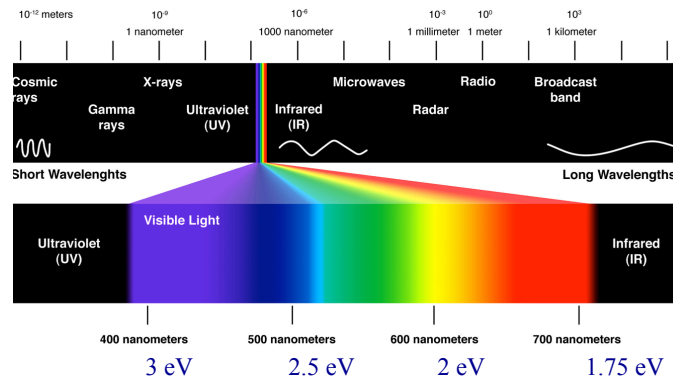 10⁻¹² meters 10⁻⁹ 10⁻⁶ 10⁻³ 10⁰ 10³
1 nanometer 1000 nanometer 1 millimeter 1 meter 1 kilometer
Cosmic rays
X-rays
Microwaves
Radio
Broadcast band
Gamma rays
Ultraviolet (UV)
Infrared (IR)
Radar
Short Wavelenghts Long Wavelengths
Visible Light
Ultraviolet (UV)
Infrared (IR)
400 nanometers 500 nanometers 600 nanometers 700 nanometers
3 eV 2.5 eV 2 eV 1.75 eV